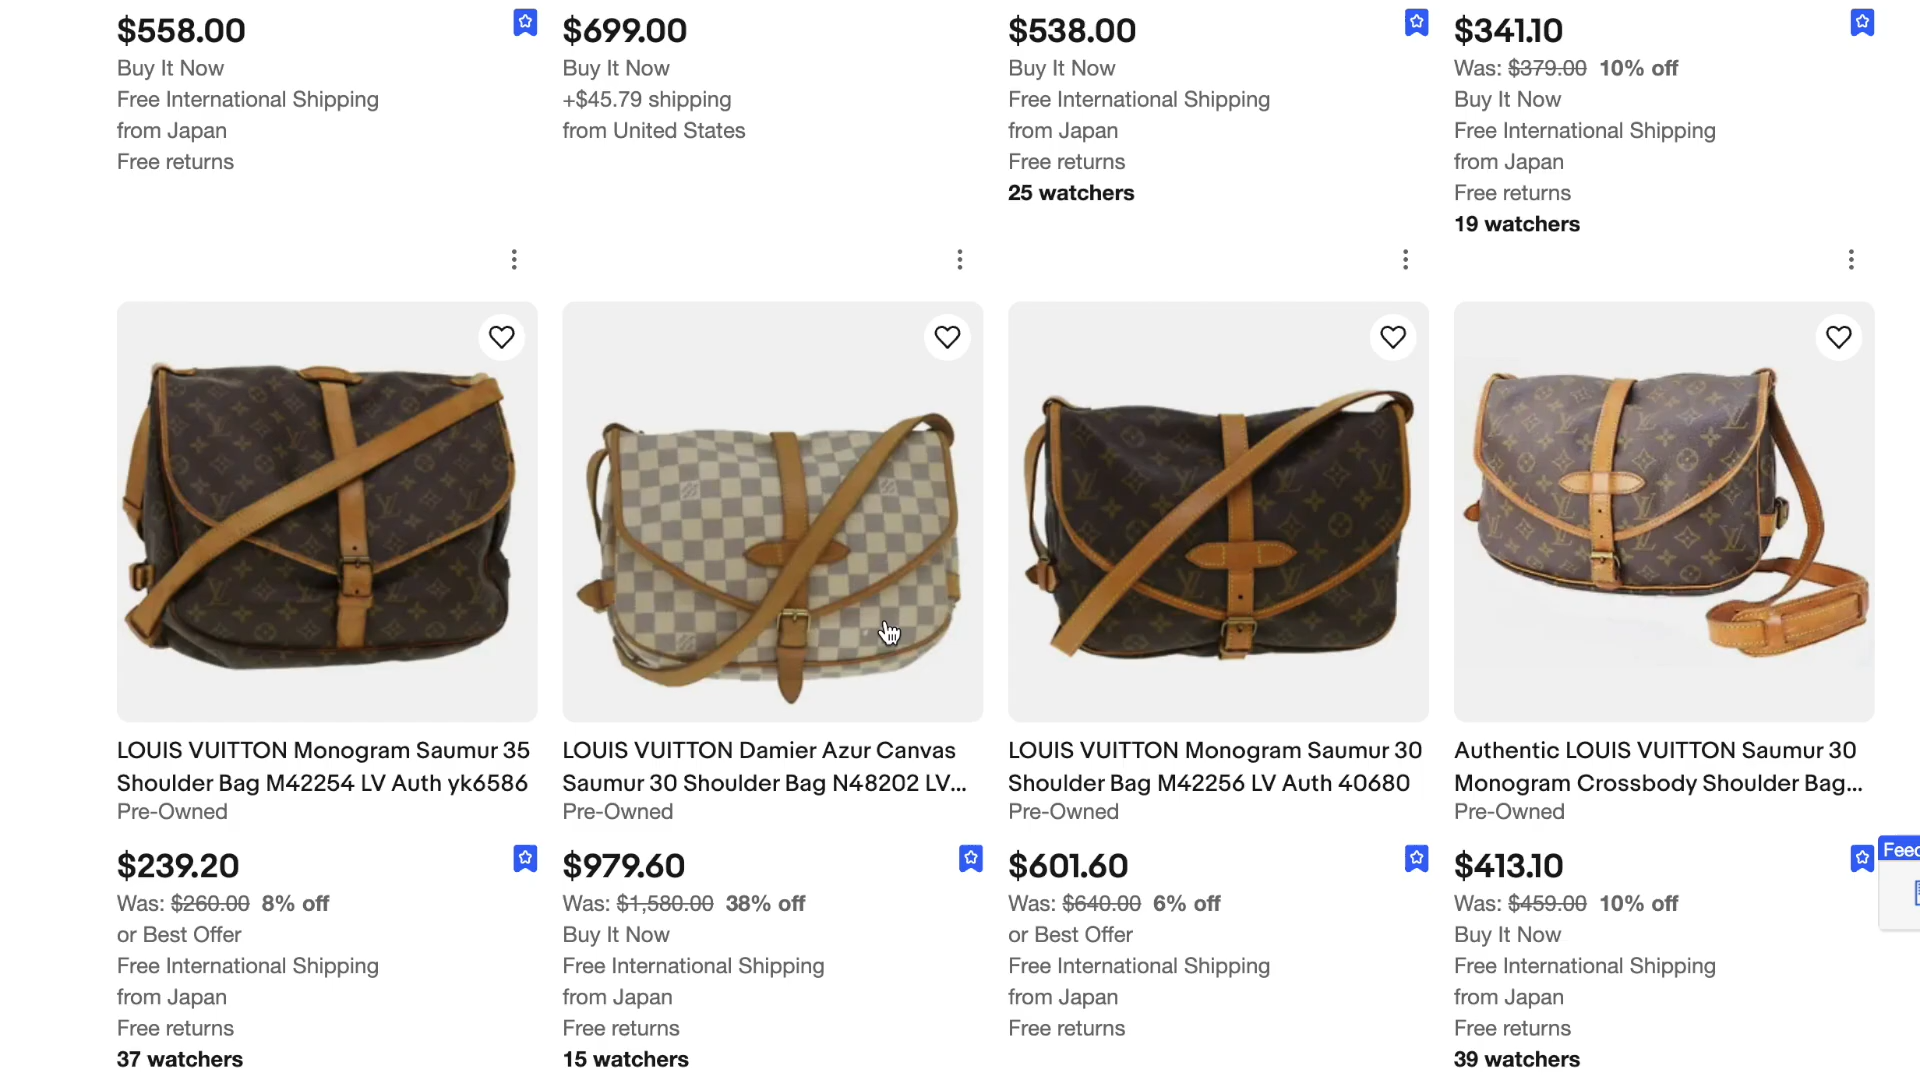 $558.00
Buy It Now
Free International Shipping
from Japan
Free returns
$699.00
Buy It Now
+$45.79 shipping
from United States
$538.00
Buy It Now
Free International Shipping
from Japan
Free returns
25 watchers
$341.10
Was: $379.00 10% off
Buy It Now
Free International Shipping
from Japan
Free returns
19 watchers
LOUIS VUITTON Monogram Saumur 35
Shoulder Bag M42254 LV Auth yk6586
Pre-Owned
$239.20
Was: $260.00 8% off
or Best Offer
Free International Shipping
from Japan
Free returns
37 watchers
LOUIS VUITTON Damier Azur Canvas
Saumur 30 Shoulder Bag N48202 LV...
Pre-Owned
$979.60
Was: $1,580.00 38% off
Buy It Now
Free International Shipping
from Japan
Free returns
15 watchers
LOUIS VUITTON Monogram Saumur 30
Shoulder Bag M42256 LV Auth 40680
Pre-Owned
$601.60
Was: $640.00 6% off
or Best Offer
Free International Shipping
from Japan
Free returns
Authentic LOUIS VUITTON Saumur 30
Monogram Crossbody Shoulder Bag...
Pre-Owned
$413.10
Was: $459.00 10% off
Buy It Now
Free International Shipping
from Japan
Free returns
39 watchers